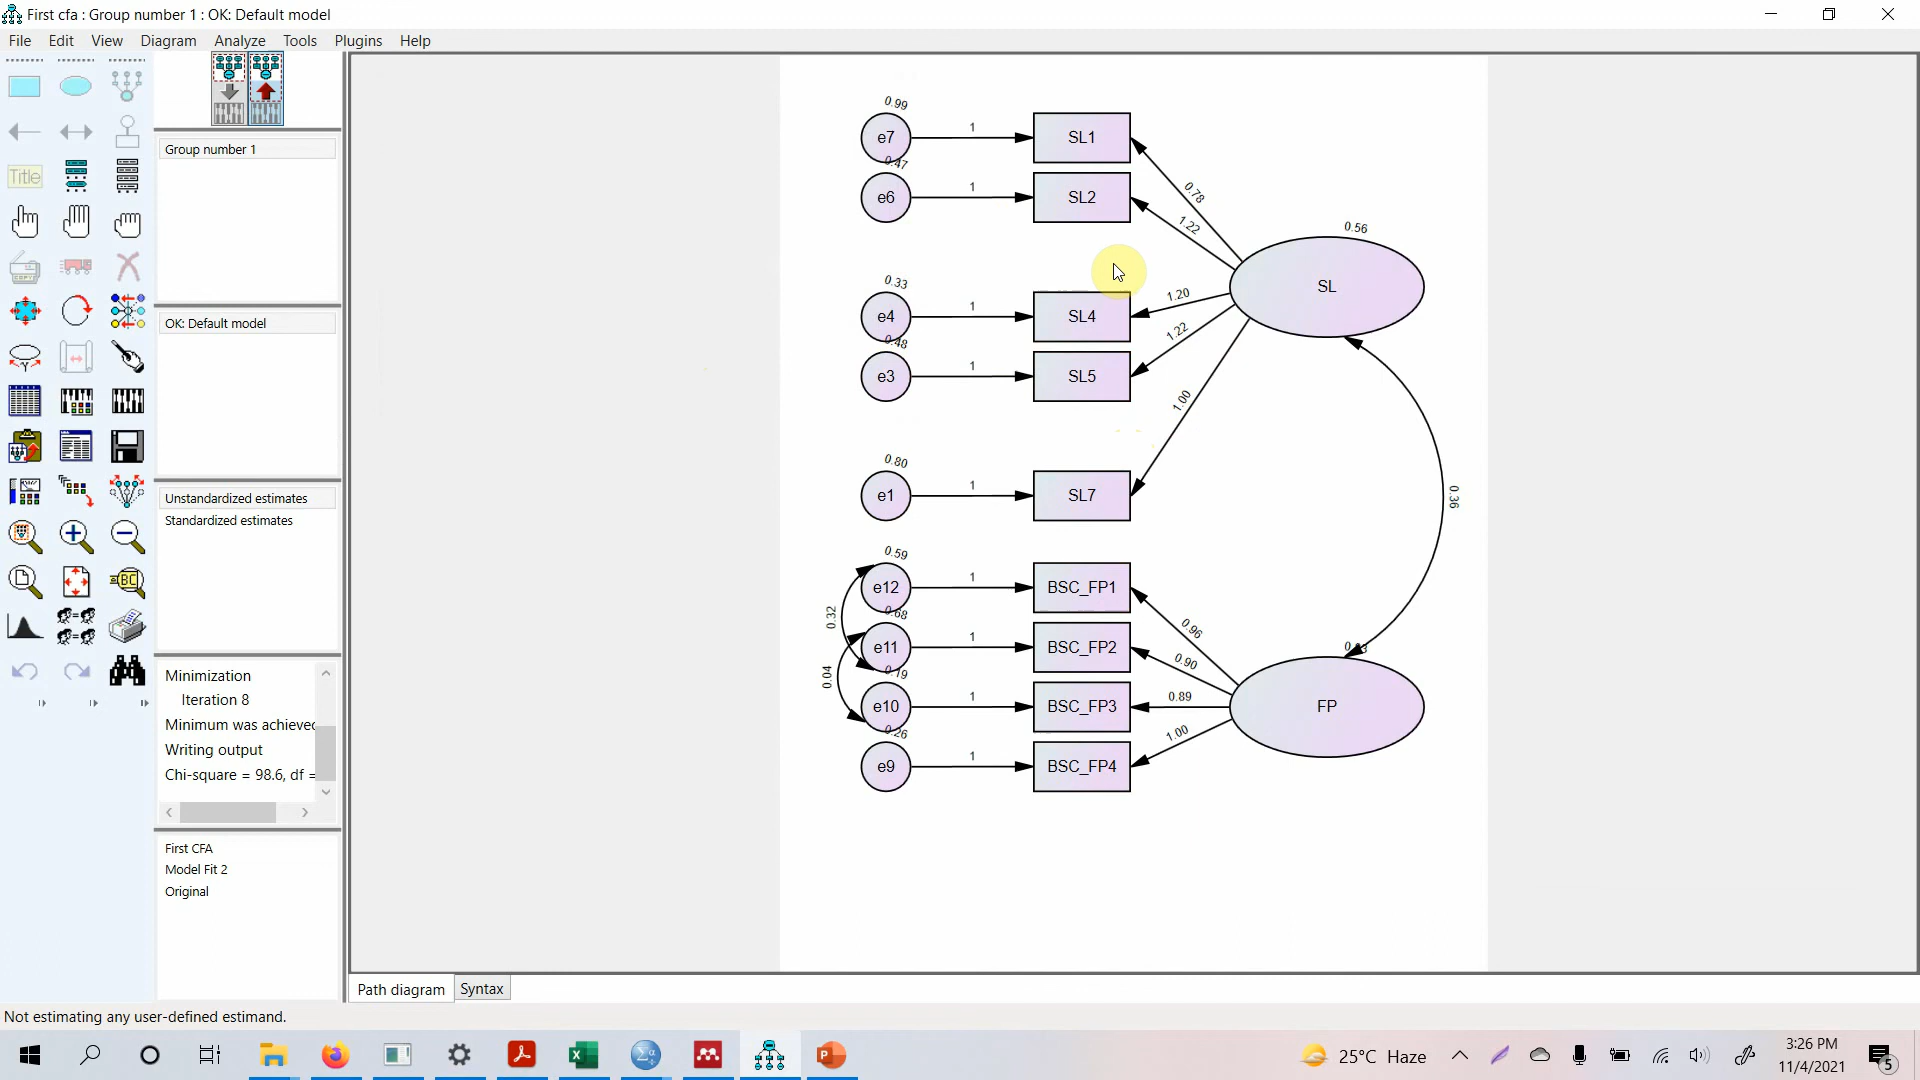 First cfa : Group number 1 : OK: Default model
File Edit View Diagram Analyze Tools Plugins Help
Title
COPY
ABC
Group number 1
OK: Default model
Unstandardized estimates
Standardized estimates
Minimization
Iteration 8
Minimum was achieved
Writing output
Chi-square = 98.6, df =
First CFA
Model Fit 2
Original
0.99
e7 1 SL1
0.47
e6 1 SL2
0.33
e4 1 SL4
0.48
e3 1 SL5
0.80
e1 1 SL7
0.59
e12 1 BSC_FP1
0.68
e11 1 BSC_FP2
0.19
e10 1 BSC_FP3
0.26
e9 1 BSC_FP4
0.32
0.04
0.78
1.22
1.20
1.22
1.00
0.96
0.90
0.89
1.00
0.56
SL
0.36
FP
Path diagram Syntax
Not estimating any user-defined estimand.
25°C Haze
3:26 PM
11/4/2021
5